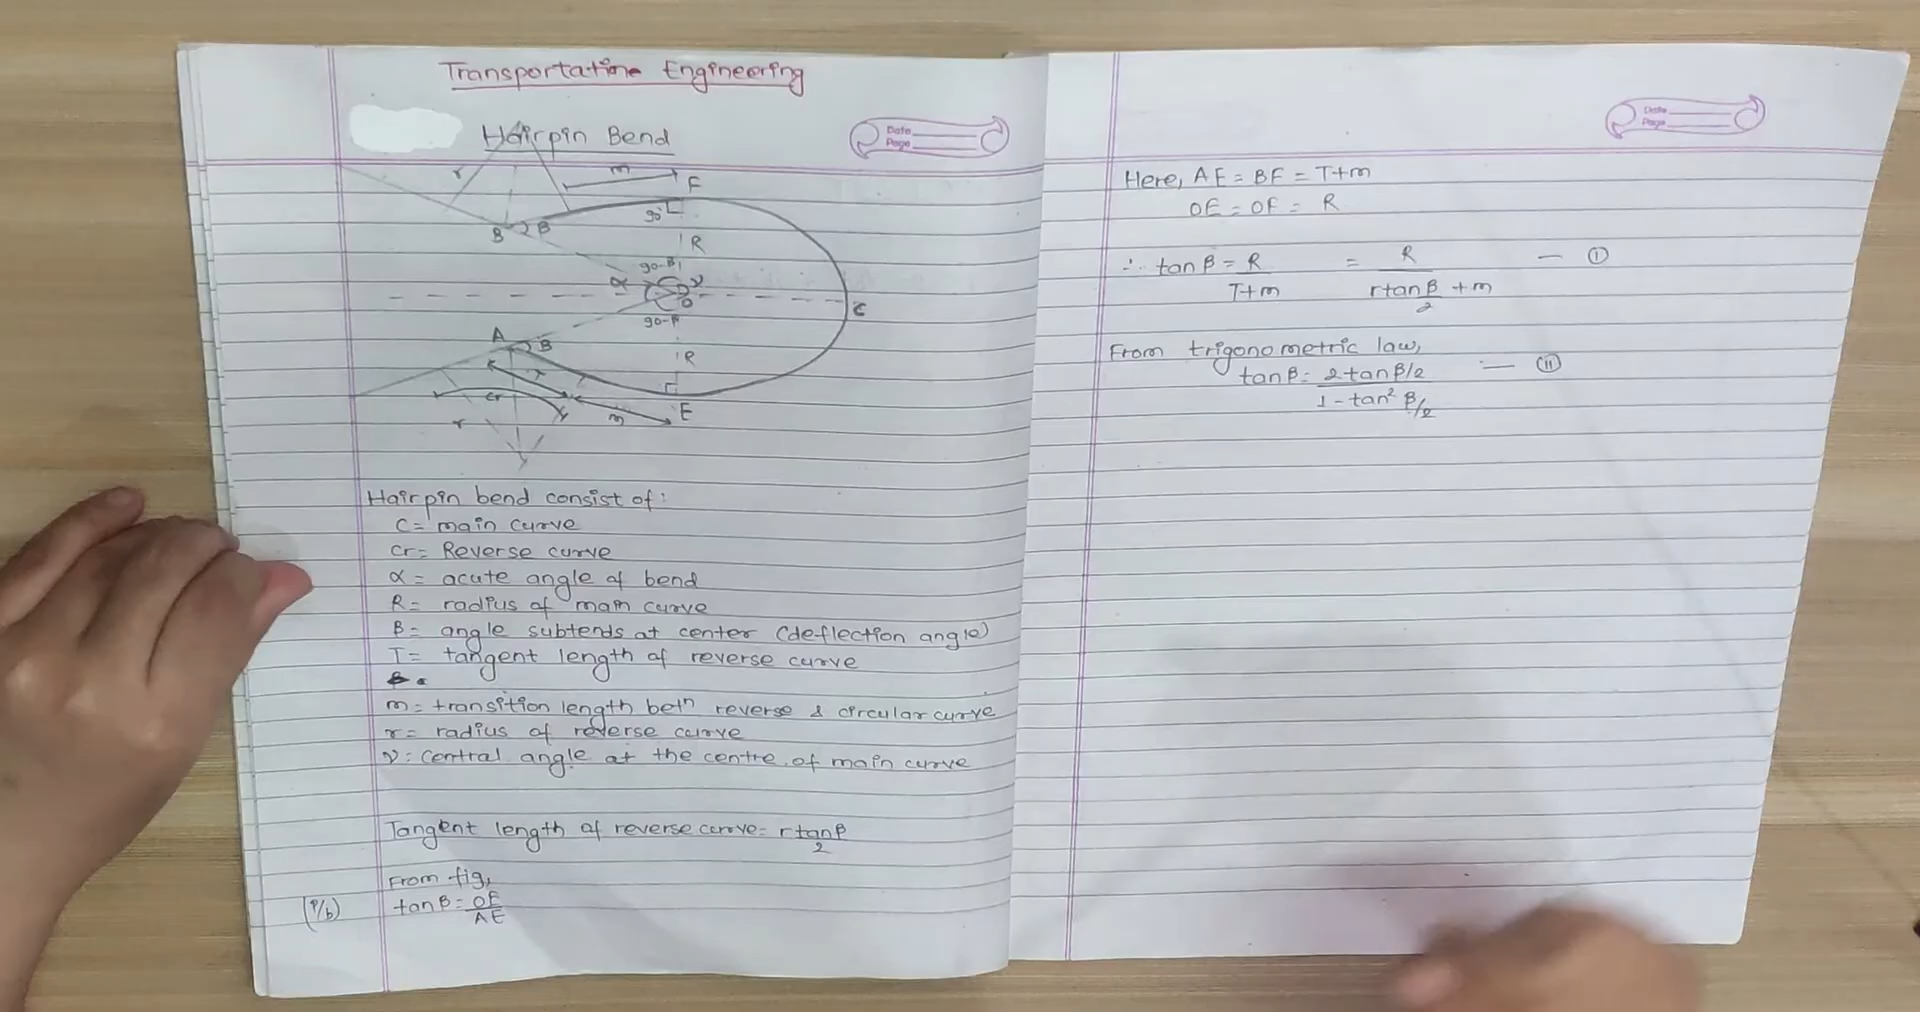 Transportation Engineering
Hairpin Bend
Date
Page
m
F
r
90°
B
β
R
90-β
α
ν
O
C
90-β
A
β
R
T
Cr
E
m
r
Hairpin bend consist of:
C= main curve
Cr= Reverse curve
α= acute angle of bend
R= radius of main curve
β= angle subtends at center (deflection angle)
T= tangent length of reverse curve
m= transition length betn reverse & circular curve
r= radius of reverse curve
ν: central angle at the centre of main curve
Tangent length of reverse curve= r tan β/2
From fig,
(P/b) tan β= OE/AE
Date
Page
Here, AE = BF = T+m
OE = OF = R
∴ tan β = R/T+m = R/r tan β/2 + m — ①
From trigonometric law,
tan β= 2 tan β/2 / 1 - tan² β/2 — ⑪